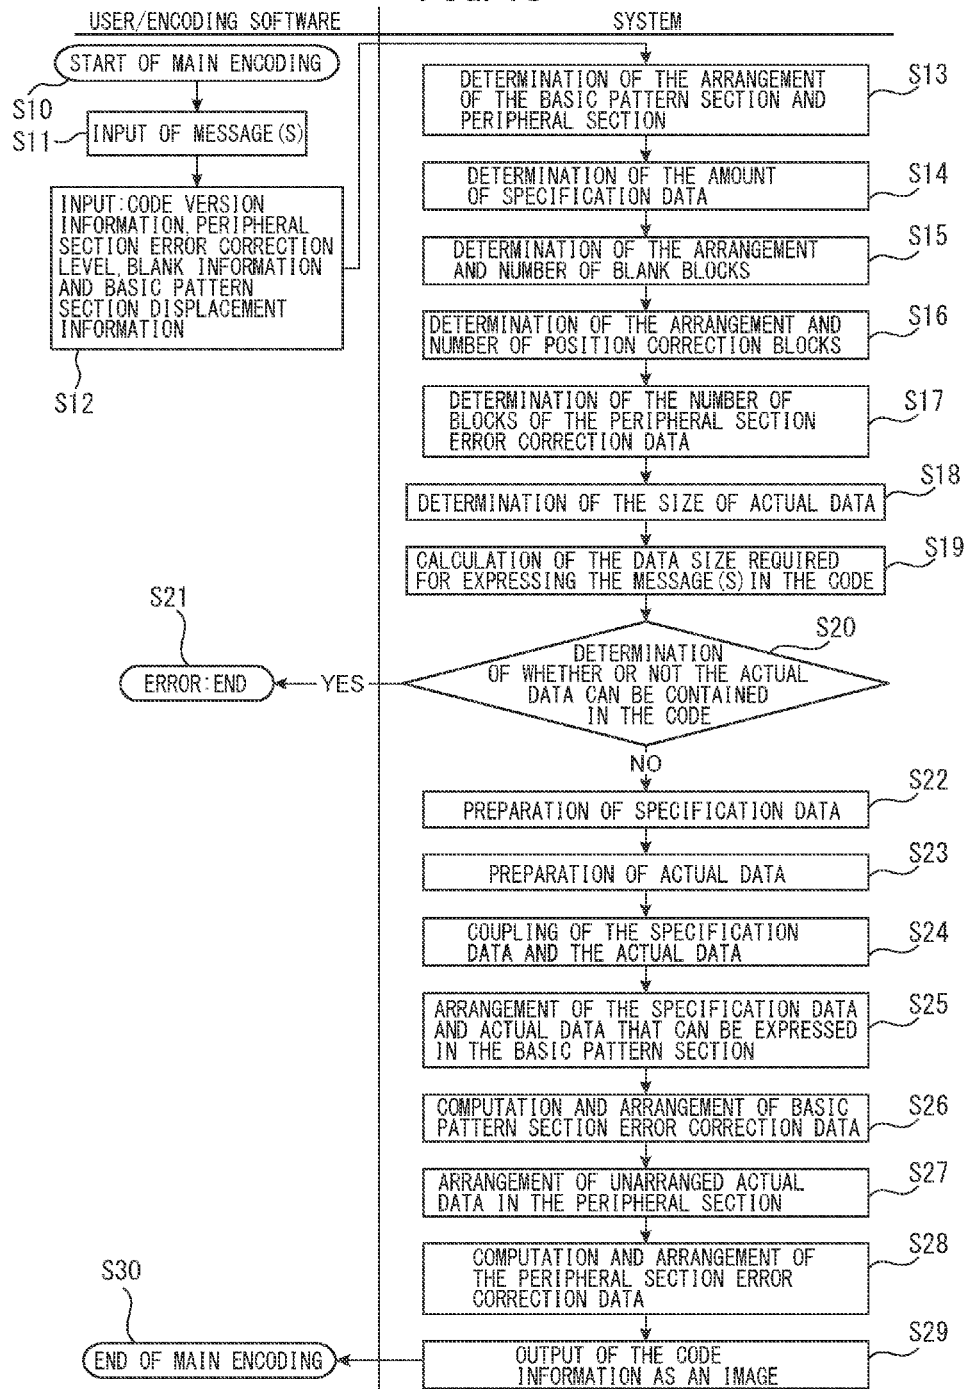 USER/ENCODING SOFTWARE
SYSTEM
START OF MAIN ENCODING
S10
S11
INPUT OF MESSAGE(S)
INPUT:CODE VERSION
INFORMATION,PERIPHERAL
SECTION ERROR CORRECTION
LEVEL,BLANK INFORMATION
AND BASIC PATTERN
SECTION DISPLACEMENT
INFORMATION
S12
DETERMINATION OF THE ARRANGEMENT
OF THE BASIC PATTERN SECTION AND
PERIPHERAL SECTION
S13
DETERMINATION OF THE AMOUNT
OF SPECIFICATION DATA
S14
DETERMINATION OF THE ARRANGEMENT
AND NUMBER OF BLANK BLOCKS
S15
DETERMINATION OF THE ARRANGEMENT AND
NUMBER OF POSITION CORRECTION BLOCKS
S16
DETERMINATION OF THE NUMBER OF
BLOCKS OF THE PERIPHERAL SECTION
ERROR CORRECTION DATA
S17
DETERMINATION OF THE SIZE OF ACTUAL DATA
S18
CALCULATION OF THE DATA SIZE REQUIRED
FOR EXPRESSING THE MESSAGE(S)IN THE CODE
S19
DETERMINATION
OF WHETHER OR NOT THE ACTUAL
DATA CAN BE CONTAINED
IN THE CODE
S20
YES
S21
ERROR:END
NO
PREPARATION OF SPECIFICATION DATA
S22
PREPARATION OF ACTUAL DATA
S23
COUPLING OF THE SPECIFICATION
DATA AND THE ACTUAL DATA
S24
ARRANGEMENT OF THE SPECIFICATION DATA
AND ACTUAL DATA THAT CAN BE EXPRESSED
IN THE BASIC PATTERN SECTION
S25
COMPUTATION AND ARRANGEMENT OF BASIC
PATTERN SECTION ERROR CORRECTION DATA
S26
ARRANGEMENT OF UNARRANGED ACTUAL
DATA IN THE PERIPHERAL SECTION
S27
COMPUTATION AND ARRANGEMENT OF
THE PERIPHERAL SECTION ERROR
CORRECTION DATA
S28
OUTPUT OF THE CODE
INFORMATION AS AN IMAGE
S29
S30
END OF MAIN ENCODING